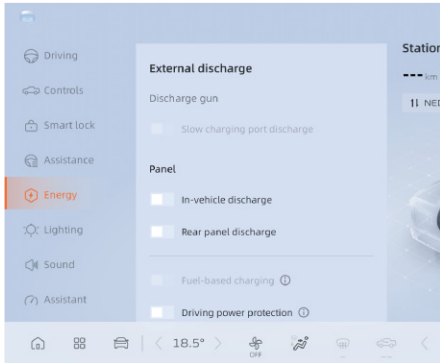 Driving
Controls
Smart lock
Assistance
Energy
Lighting
Sound
Assistant
External discharge
Discharge gun
Slow charging port discharge
Panel
In-vehicle discharge
Rear panel discharge
Fuel-based charging
Driving power protection
--- km
18.5°
OFF